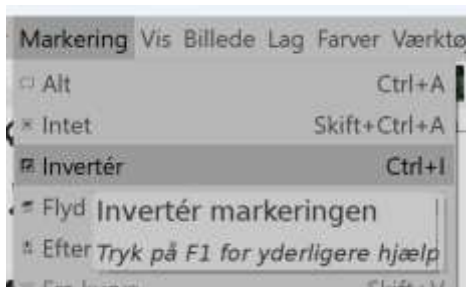 Markering Vis Billede Lag Farver
Alt Ctrl+A
Intet Skift+Ctrl+A
Invertér Ctrl+I
Flyd
Invertér markeringen
Efter
Tryk på F1 for yderligere hjælp